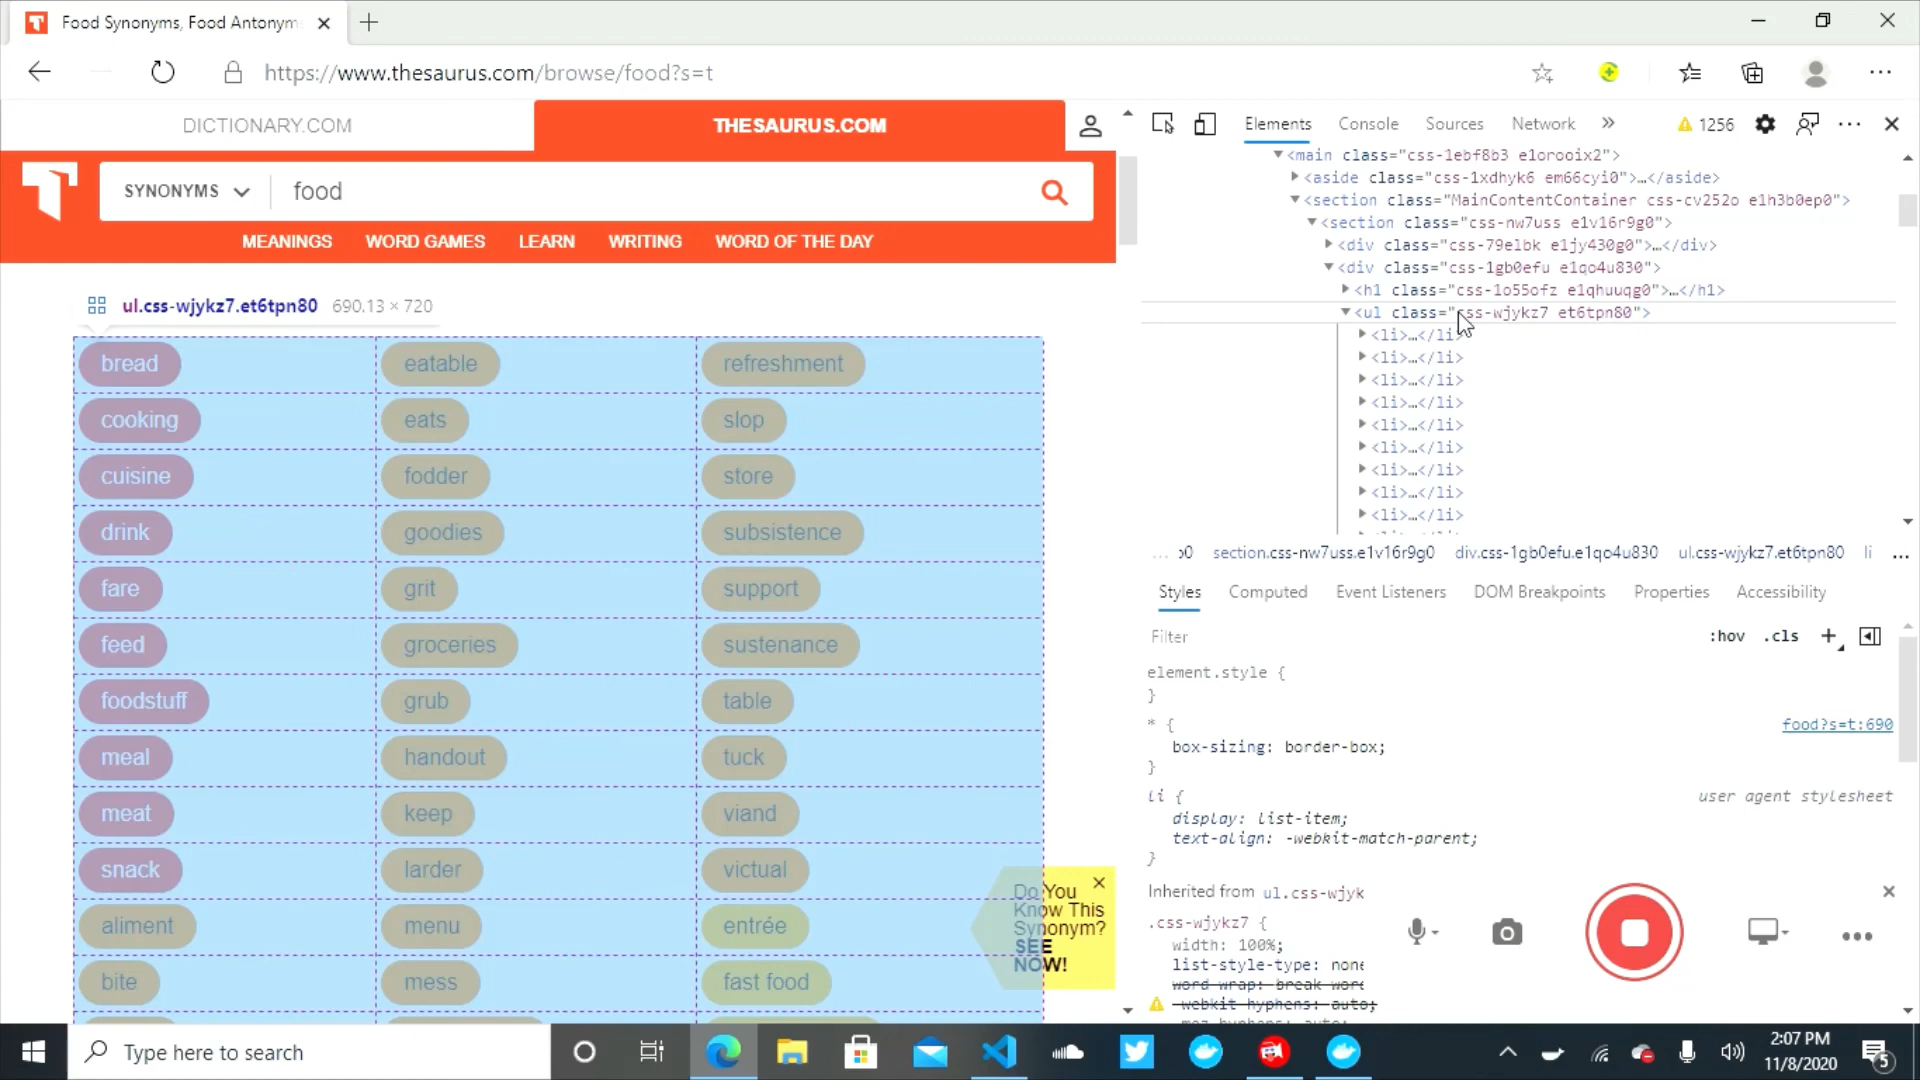 Food Synonyms, Food Antonym
https://www.thesaurus.com/browse/food?s=t
DICTIONARY.COM
THESAURUS.COM
SYNONYMS
food
MEANINGS WORD GAMES LEARN WRITING WORD OF THE DAY
ul.css-wjykz7.et6tpn80 690.13 × 720
bread eatable refreshment
cooking eats slop
cuisine fodder store
drink goodies subsistence
fare grit support
feed groceries sustenance
foodstuff grub table
meal handout tuck
meat keep viand
snack larder victual
aliment menu entrée
bite mess fast food
Do You
Know This
Synonym?
SEE
NOW!
Elements Console Sources Network » 1256
<main class="css-1ebf8b3 e1orooix2">
<aside class="css-1xdhyk6 em66cyi0">…</aside>
<section class="MainContentContainer css-cv252o e1h3b0ep0">
<section class="css-nw7uss e1v16r9g0">
<div class="css-79elbk e1jy430g0">…</div>
<div class="css-1gb0efu e1qo4u830">
<h1 class="css-1o55ofz e1qhuuqg0">…</h1>
<ul class="css-wjykz7 et6tpn80">
<li>…</li>
<li>…</li>
<li>…</li>
<li>…</li>
<li>…</li>
<li>…</li>
<li>…</li>
<li>…</li>
<li>…</li>
... section.css-nw7uss.e1v16r9g0 div.css-1gb0efu.e1qo4u830 ul.css-wjykz7.et6tpn80 li ...
Styles Computed Event Listeners DOM Breakpoints Properties Accessibility
Filter :hov .cls +
element.style {
}
* { food?s=t:690
box-sizing: border-box;
}
li { user agent stylesheet
display: list-item;
text-align: -webkit-match-parent;
}
Inherited from ul.css-wjyk
.css-wjykz7 {
width: 100%;
list-style-type: none
word-wrap: break-word
-webkit-hyphens: auto;
Type here to search
2:07 PM
11/8/2020
5